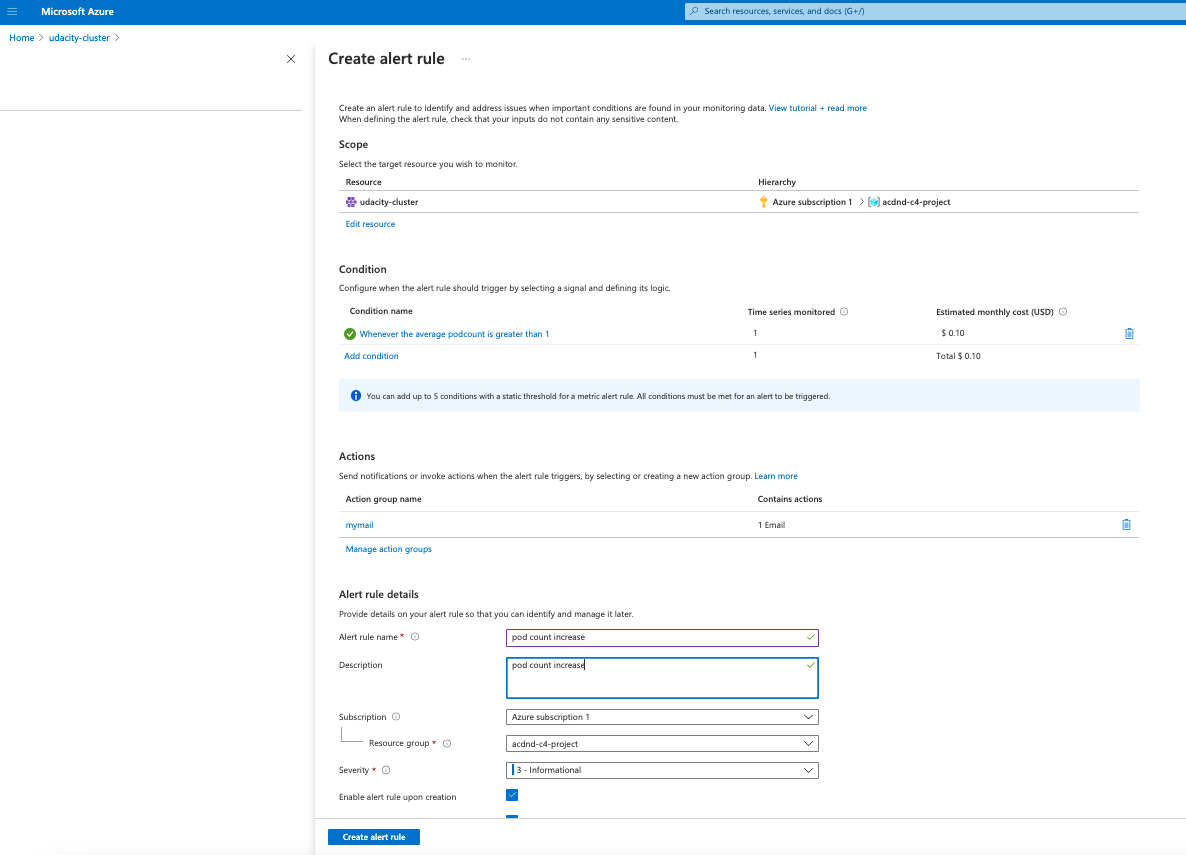 Microsoft Azure
Search resources, services, and docs (G+/)
Home > udacity-cluster >
Create alert rule ...
Create an alert rule to identify and address issues when important conditions are found in your monitoring data. View tutorial + read more
When defining the alert rule, check that your inputs do not contain any sensitive content.
Scope
Select the target resource you wish to monitor.
Resource Hierarchy
udacity-cluster Azure subscription 1 > acdnd-c4-project
Edit resource
Condition
Configure when the alert rule should trigger by selecting a signal and defining its logic.
Condition name Time series monitored Estimated monthly cost (USD)
Whenever the average podcount is greater than 1 1 $ 0.10
Add condition 1 Total $ 0.10
You can add up to 5 conditions with a static threshold for a metric alert rule. All conditions must be met for an alert to be triggered.
Actions
Send notifications or invoke actions when the alert rule triggers, by selecting or creating a new action group. Learn more
Action group name Contains actions
mymail 1 Email
Manage action groups
Alert rule details
Provide details on your alert rule so that you can identify and manage it later.
Alert rule name * pod count increase
Description pod count increase
Subscription Azure subscription 1
Resource group * acdnd-c4-project
Severity * 3 - Informational
Enable alert rule upon creation
Create alert rule